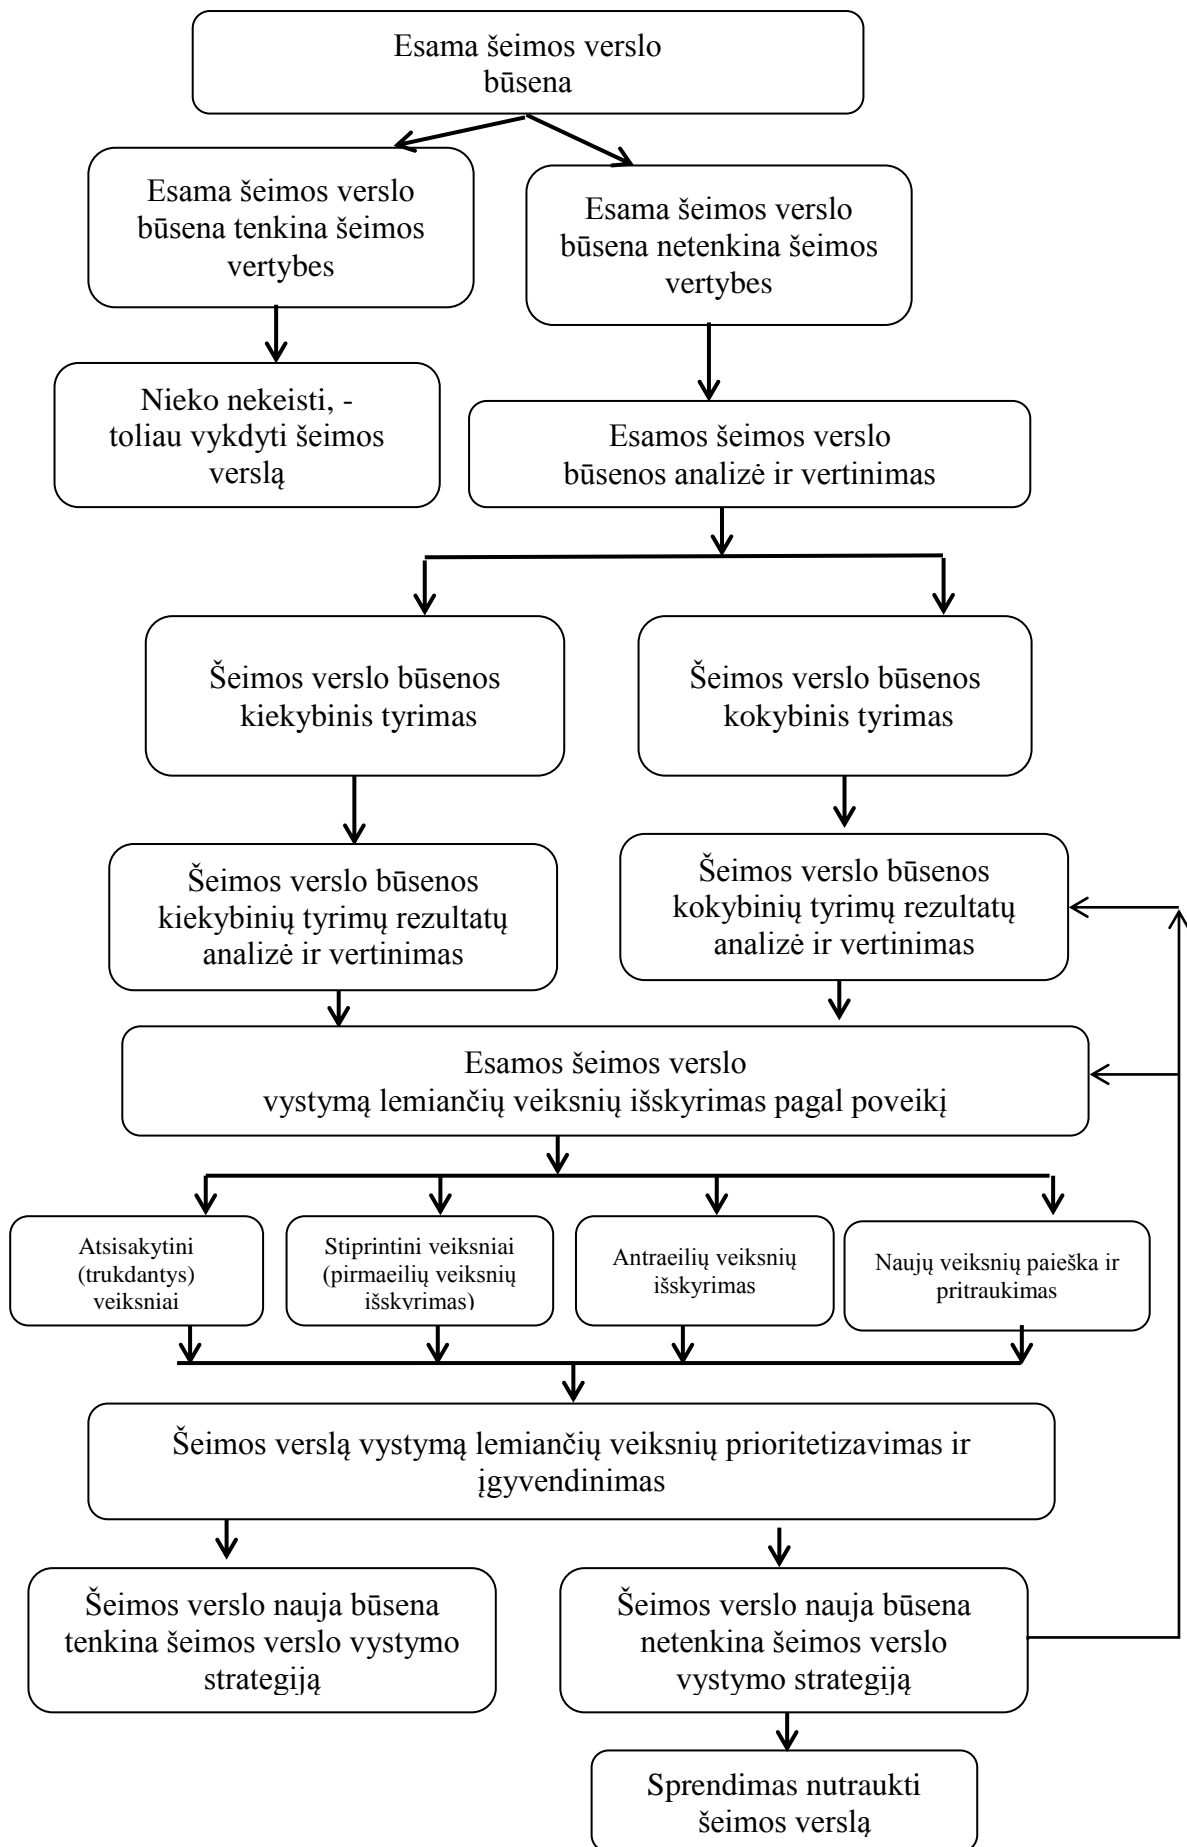 Esama šeimos verslo
būsena
Esama šeimos verslo
būsena tenkina šeimos
vertybes
Esama šeimos verslo
būsena netenkina šeimos
vertybes
Nieko nekeisti, -
toliau vykdyti šeimos
verslą
Esamos šeimos verslo
būsenos analizė ir vertinimas
Šeimos verslo būsenos
kiekybinis tyrimas
Šeimos verslo būsenos
kokybinis tyrimas
Šeimos verslo būsenos
kiekybinių tyrimų rezultatų
analizė ir vertinimas
Šeimos verslo būsenos
kokybinių tyrimų rezultatų
analizė ir vertinimas
Esamos šeimos verslo
vystymą lemiančių veiksnių išskyrimas pagal poveikį
Atsisakytini
(trukdantys)
veiksniai
Stiprintini veiksniai
(pirmaeilių veiksnių
išskyrimas)
Antraeilių veiksnių
išskyrimas
Naujų veiksnių paieška ir
pritraukimas
Šeimos verslą vystymą lemiančių veiksnių prioritetizavimas ir
įgyvendinimas
Šeimos verslo nauja būsena
tenkina šeimos verslo vystymo
strategiją
Šeimos verslo nauja būsena
netenkina šeimos verslo
vystymo strategiją
Sprendimas nutraukti
šeimos verslą